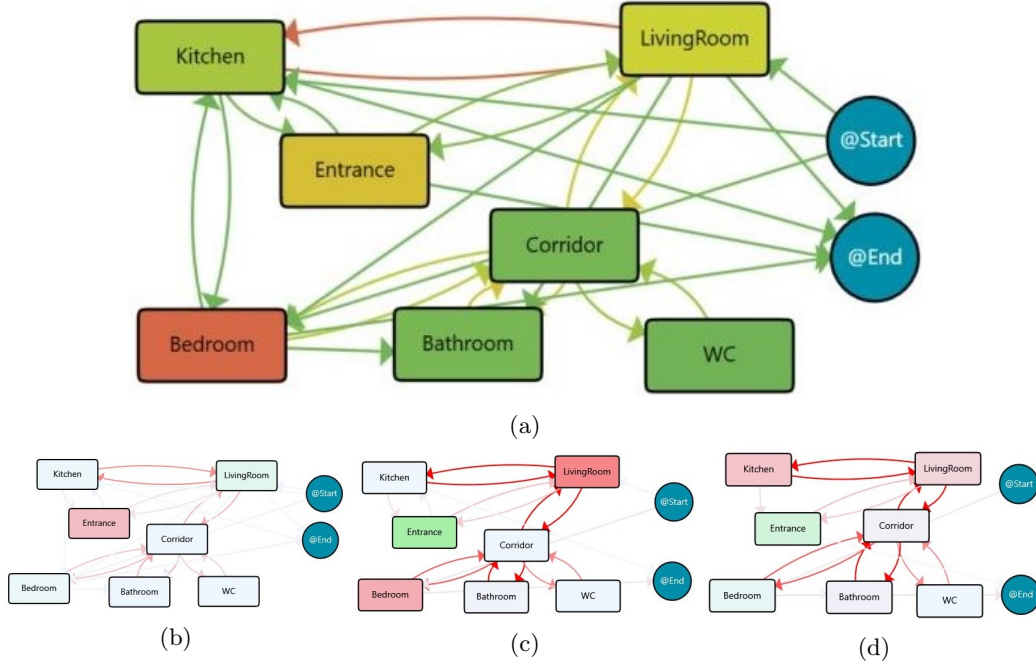 Kitchen
LivingRoom
@Start
Entrance
Corridor
@End
Bedroom
Bathroom
WC
(a)
Kitchen
LivingRoom
@Start
Entrance
Corridor
@End
Bedroom
Bathroom
WC
(b)
Kitchen
LivingRoom
@Start
Entrance
Corridor
@End
Bedroom
Bathroom
WC
(c)
Kitchen
LivingRoom
@Start
Entrance
Corridor
@End
Bedroom
Bathroom
WC
(d)